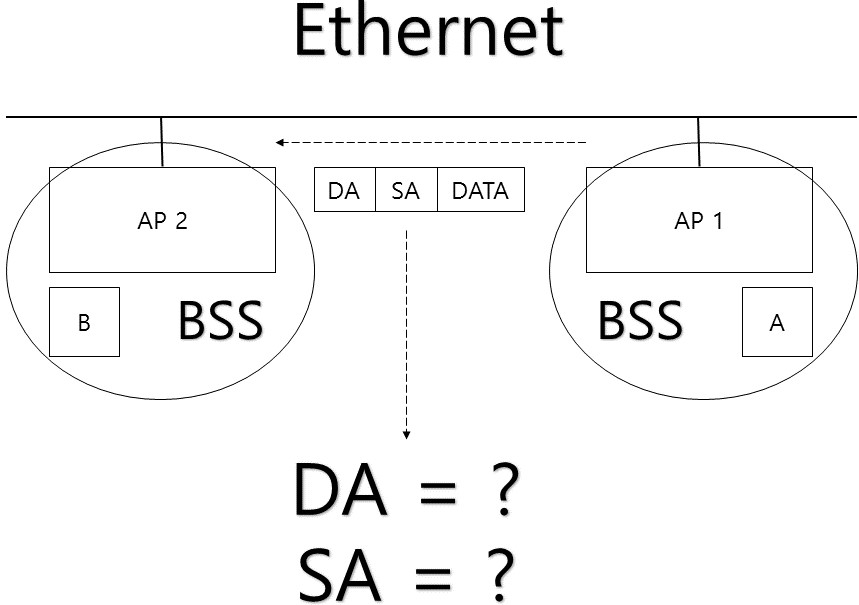 Ethernet
DA SA DATA
AP 2
AP 1
B
BSS
BSS
A
DA = ?
SA = ?